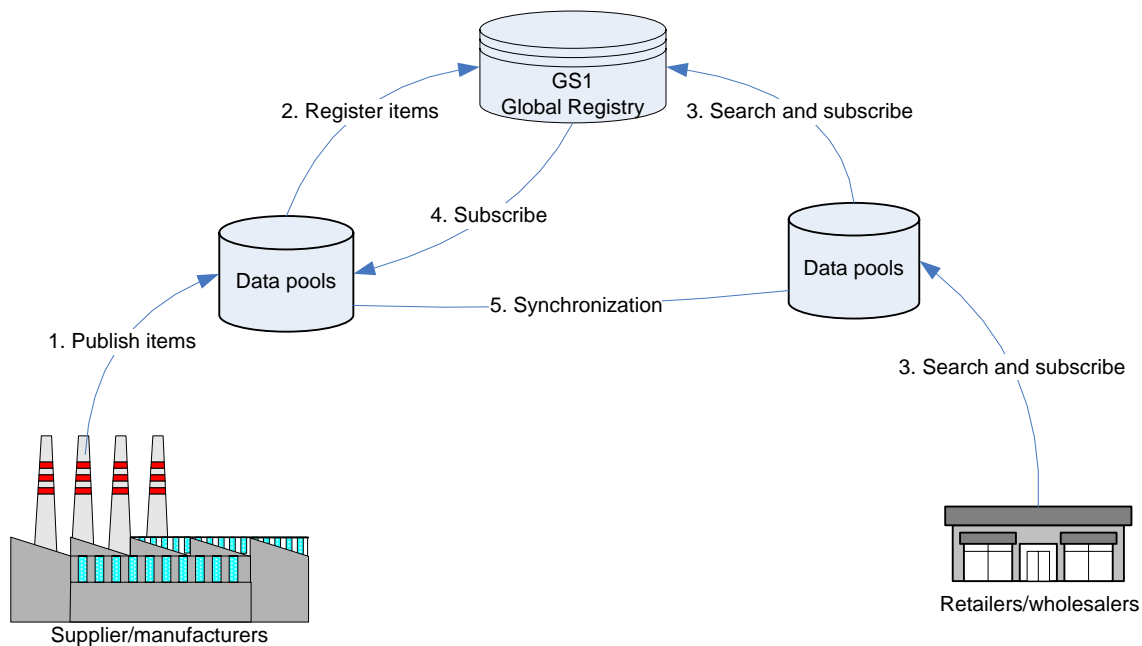 GS1
Global Registry
2. Register items
3. Search and subscribe
4. Subscribe
Data pools
Data pools
5. Synchronization
1. Publish items
3. Search and subscribe
Retailers/wholesalers
Supplier/manufacturers